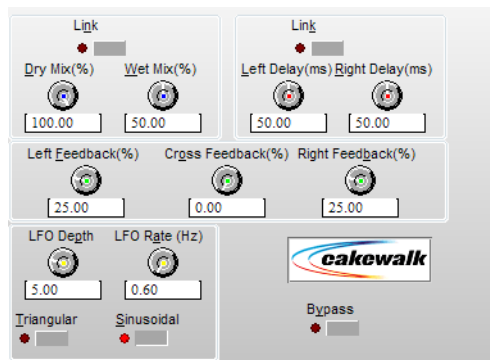 Link
Link
Dry Mix(%) Wet Mix(%)
Left Delay(ms) Right Delay(ms)
100.00 50.00
50.00 50.00
Left Feedback(%) Cross Feedback(%) Right Feedback(%)
25.00 0.00 25.00
LFO Depth LFO Rate (Hz)
cakewalk
5.00 0.60
Bypass
Triangular Sinusoidal